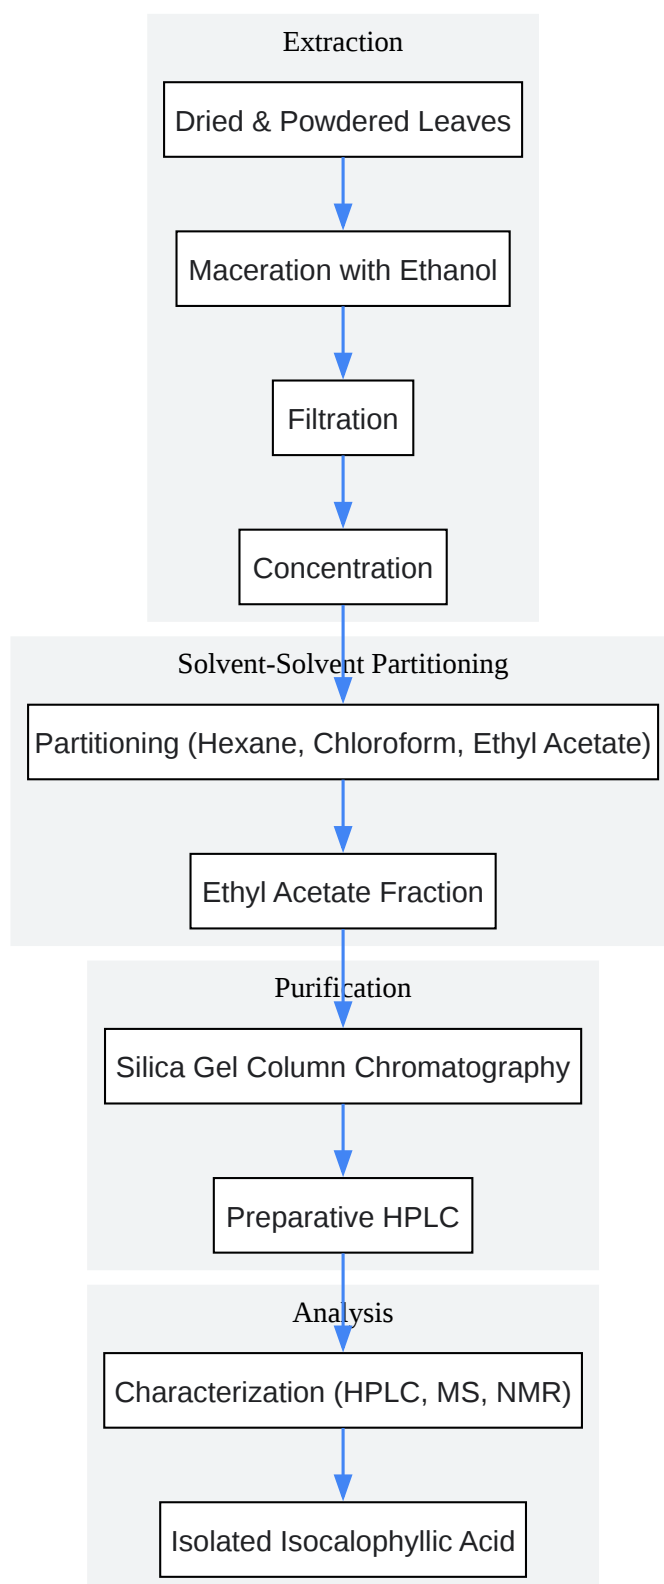 Extraction
Dried & Powdered Leaves
Maceration with Ethanol
Filtration
Concentration
Solvent-Solvent Partitioning
Partitioning (Hexane, Chloroform, Ethyl Acetate)
Ethyl Acetate Fraction
Purification
Silica Gel Column Chromatography
Preparative HPLC
Analysis
Characterization (HPLC, MS, NMR)
Isolated Isocalophyllic Acid